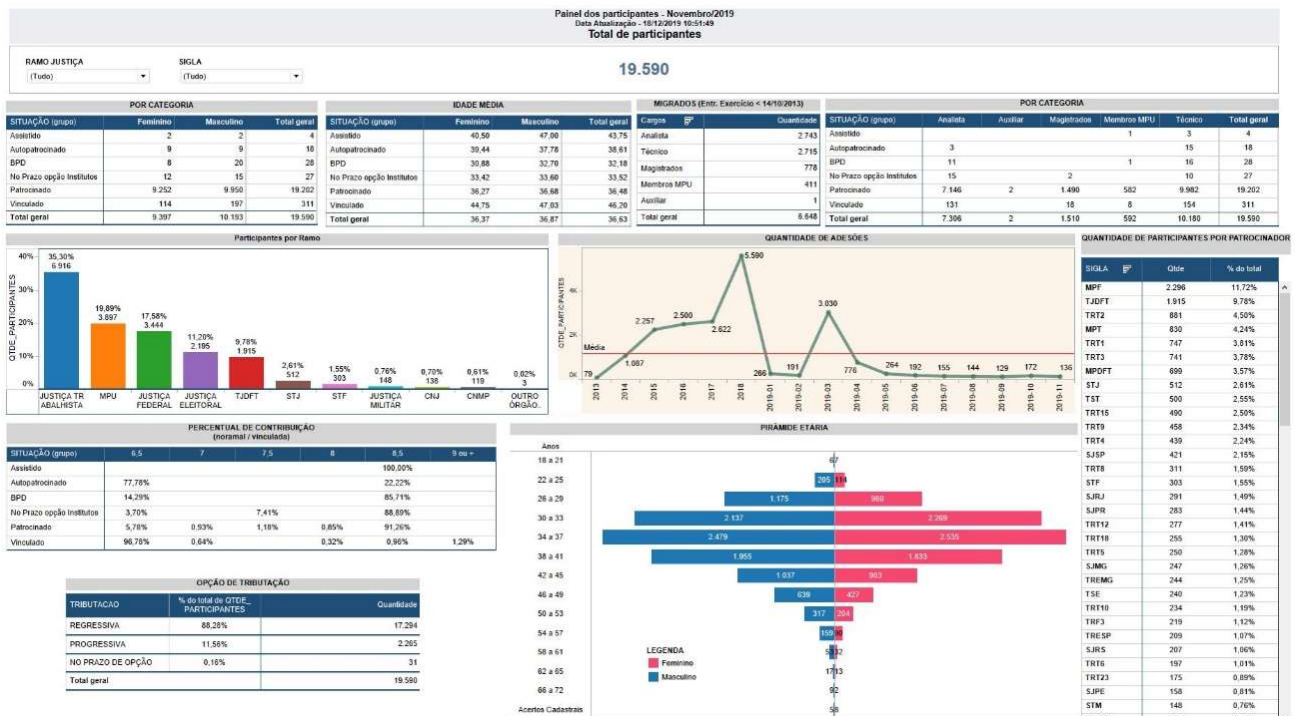 Painel dos participantes - Novembro/2019
Data Atualização - 18/12/2019 10:51:49
Total de participantes
RAMO JUSTIÇA SIGLA
(Tudo) (Tudo)
19.590
POR CATEGORIA
SITUAÇÃO (grupo) Feminino Masculino Total geral
Assistido 2 2 4
Autopatrocinado 9 9 18
BPD 8 20 28
No Prazo opção Institutos 12 15 27
Patrocinado 9.252 9.950 19.202
Vinculado 114 197 311
Total geral 9.397 10.193 19.590
IDADE MÉDIA
SITUAÇÃO (grupo) Feminino Masculino Total geral
Assistido 40,50 47,00 43,75
Autopatrocinado 39,44 37,78 38,61
BPD 30,88 32,70 32,18
No Prazo opção Institutos 33,42 33,60 33,52
Patrocinado 36,27 36,68 36,48
Vinculado 44,75 47,03 46,20
Total geral 36,37 36,87 36,63
MIGRADOS (Entr. Exercício < 14/10/2013)
Cargos Quantidade
Analista 2.743
Técnico 2.715
Magistrados 778
Membros MPU 411
Auxiliar 1
Total geral 6.648
POR CATEGORIA
SITUAÇÃO (grupo) Analista Auxiliar Magistrados Membros MPU Técnico Total geral
Assistido 1 3 4
Autopatrocinado 3 15 18
BPD 11 1 16 28
No Prazo opção Institutos 15 2 10 27
Patrocinado 7.146 2 1.490 582 9.982 19.202
Vinculado 131 18 8 154 311
Total geral 7.306 2 1.510 592 10.180 19.590
Participantes por Ramo
QTDE_PARTICIPANTES
40%
30%
20%
10%
0%
35,30% 19,89% 17,58% 11,20% 9,78% 2,61% 1,55% 0,76% 0,70% 0,61% 0,02%
6.916 3.897 3.444 2.195 1.915 512 303 148 138 119 3
JUSTIÇA TR MPU JUSTIÇA JUSTIÇA TJDFT STJ STF JUSTIÇA CNJ CNMP OUTRO
ABALHISTA FEDERAL ELEITORAL MILITAR ÓRGÃO..
QUANTIDADE DE ADESÕES
QTDE_PARTICIPANTES
4K
2K
0K
Média
79 1.087 2.257 2.500 2.622 5.590 266 191 3.030 776 264 192 155 144 129 172 136
2013 2014 2015 2016 2017 2018 2019-01 2019-02 2019-03 2019-04 2019-05 2019-06 2019-07 2019-08 2019-09 2019-10 2019-11
QUANTIDADE DE PARTICIPANTES POR PATROCINADOR
SIGLA Qtde % do total
MPF 2.296 11,72%
TJDFT 1.915 9,78%
TRT2 881 4,50%
MPT 830 4,24%
TRT1 747 3,81%
TRT3 741 3,78%
MPDFT 699 3,57%
STJ 512 2,61%
TST 500 2,55%
TRT15 490 2,50%
TRT9 458 2,34%
TRT4 439 2,24%
SJSP 421 2,15%
TRT8 311 1,59%
STF 303 1,55%
SJRJ 291 1,49%
SJPR 283 1,44%
TRT12 277 1,41%
TRT18 255 1,30%
TRT5 250 1,28%
SJMG 247 1,26%
TREMG 244 1,25%
TSE 240 1,23%
TRT10 234 1,19%
TRF3 219 1,12%
TRESP 209 1,07%
SJRS 207 1,06%
TRT6 197 1,01%
TRT23 175 0,89%
SJPE 158 0,81%
STM 148 0,76%
PERCENTUAL DE CONTRIBUIÇÃO
(noramal / vinculada)
SITUAÇÃO (grupo) 6,5 7 7,5 8 8,5 9 ou +
Assistido 100,00%
Autopatrocinado 77,78% 22,22%
BPD 14,29% 85,71%
No Prazo opção Institutos 3,70% 7,41% 88,89%
Patrocinado 5,78% 0,93% 1,18% 0,85% 91,26%
Vinculado 96,78% 0,64% 0,32% 0,96% 1,29%
OPÇÃO DE TRIBUTAÇÃO
TRIBUTACAO % do total de QTDE_PARTICIPANTES Quantidade
REGRESSIVA 88,28% 17.294
PROGRESSIVA 11,56% 2.265
NO PRAZO DE OPÇÃO 0,16% 31
Total geral 19.590
PIRÂMIDE ETÁRIA
Anos
18 a 21 6 7
22 a 25 205 114
26 a 29 1.175
30 a 33 2.137 2.269
34 a 37 2.479 2.535
38 a 41 1.955 1.833
42 a 45 1.037 903
46 a 49 639 427
50 a 53 317 204
54 a 57 159
58 a 61 32
62 a 65 17 13
66 a 72 9 2
Acertos Cadastrais 5 8
LEGENDA
Feminino
Masculino